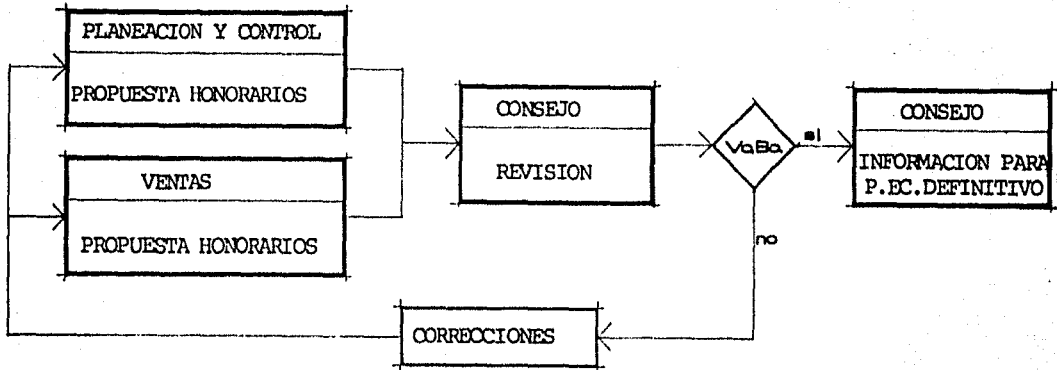 PLANEACION Y CONTROL
PROPUESTA HONORARIOS
VENTAS
PROPUESTA HONORARIOS
CONSEJO
REVISION
VoBo
si
CONSEJO
INFORMACION PARA
P.EC.DEFINITIVO
no
CORRECCIONES